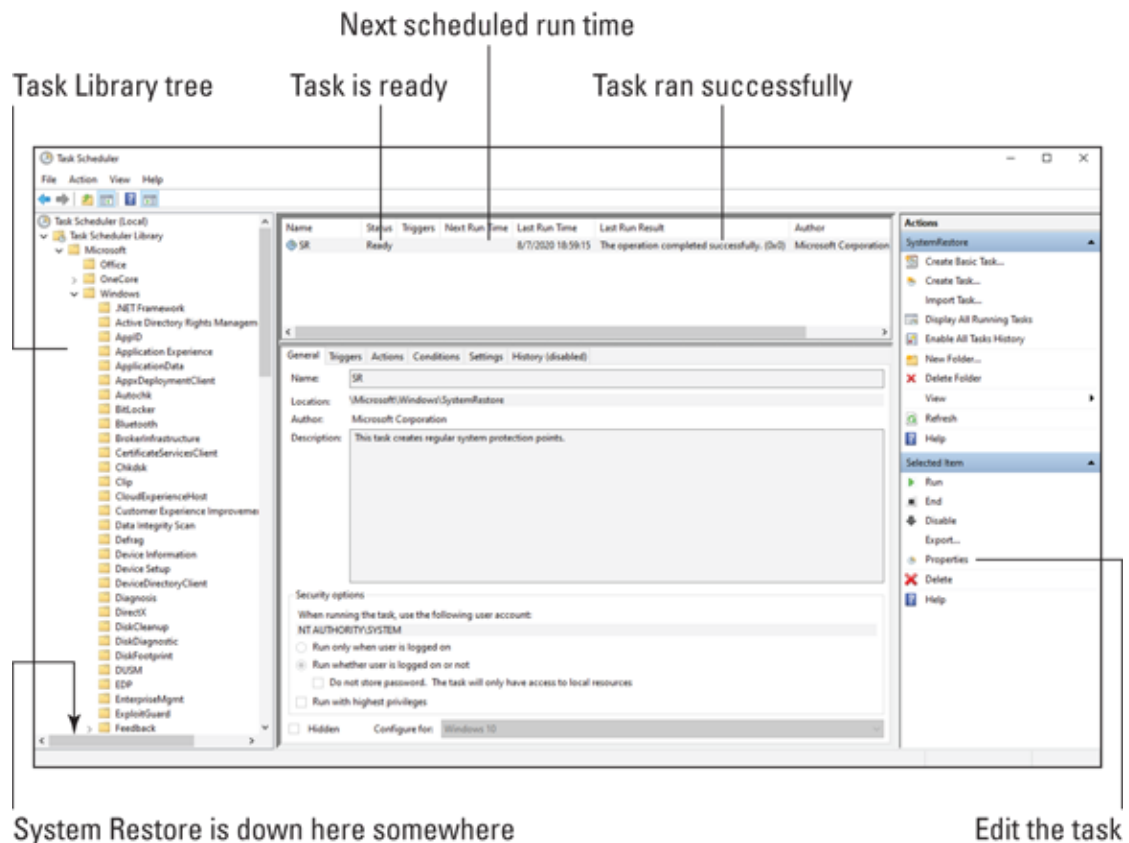 Next scheduled run time
Task Library tree
Task is ready
Task ran successfully
Task Scheduler
File Action View Help
Task Scheduler (Local)
Task Scheduler Library
Microsoft
Office
OneCore
Windows
.NET Framework
Active Directory Rights Managem
AppID
Application Experience
ApplicationData
AppxDeploymentClient
Autochk
BitLocker
Bluetooth
BrokerInfrastructure
CertificateServicesClient
Chkdsk
Clip
CloudExperienceHost
Customer Experience Improveme
Data Integrity Scan
Defrag
Device Information
Device Setup
DeviceDirectoryClient
Diagnosis
DirectX
DiskCleanup
DiskDiagnostic
DiskFootprint
DUSM
EDP
EnterpriseMgmt
ExploitGuard
Feedback
Name Status Triggers Next Run Time Last Run Time Last Run Result Author
SR Ready 8/7/2020 18:59:15 The operation completed successfully. (0x0) Microsoft Corporation
General Triggers Actions Conditions Settings History (disabled)
Name: SR
Location: \Microsoft\Windows\SystemRestore
Author: Microsoft Corporation
Description: This task creates regular system protection points.
Security options
When running the task, use the following user account:
NT AUTHORITY\SYSTEM
Run only when user is logged on
Run whether user is logged on or not
Do not store password. The task will only have access to local resources
Run with highest privileges
Hidden Configure for: Windows 10
Actions
SystemRestore
Create Basic Task...
Create Task...
Import Task...
Display All Running Tasks
Enable All Tasks History
New Folder...
Delete Folder
View
Refresh
Help
Selected Item
Run
End
Disable
Export...
Properties
Delete
Help
System Restore is down here somewhere
Edit the task